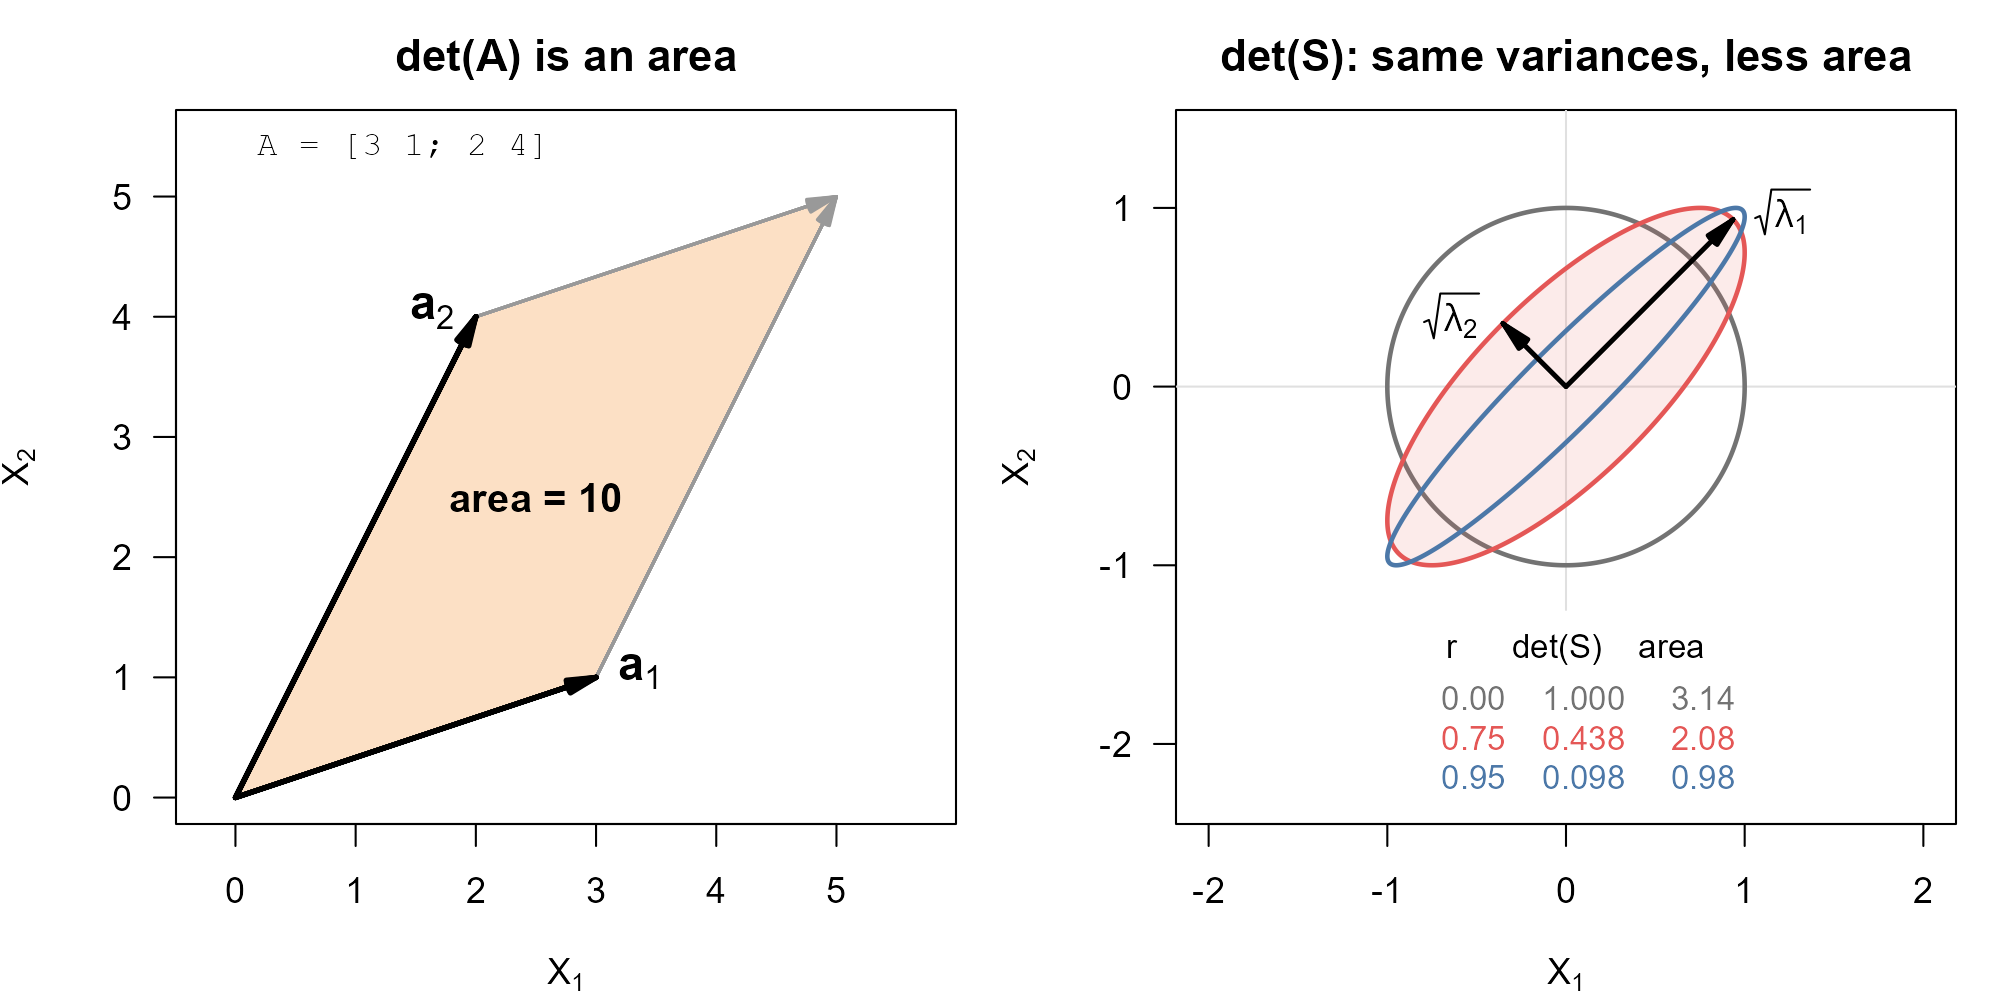 det(A) is an area
A = [3 1; 2 4]
5
4
3
2
1
0
X₂
a₂
area = 10
a₁
0 1 2 3 4 5
X₁
det(S): same variances, less area
1
0
-1
-2
X₂
√λ₁
√λ₂
r det(S) area
0.00 1.000 3.14
0.75 0.438 2.08
0.95 0.098 0.98
-2 -1 0 1 2
X₁